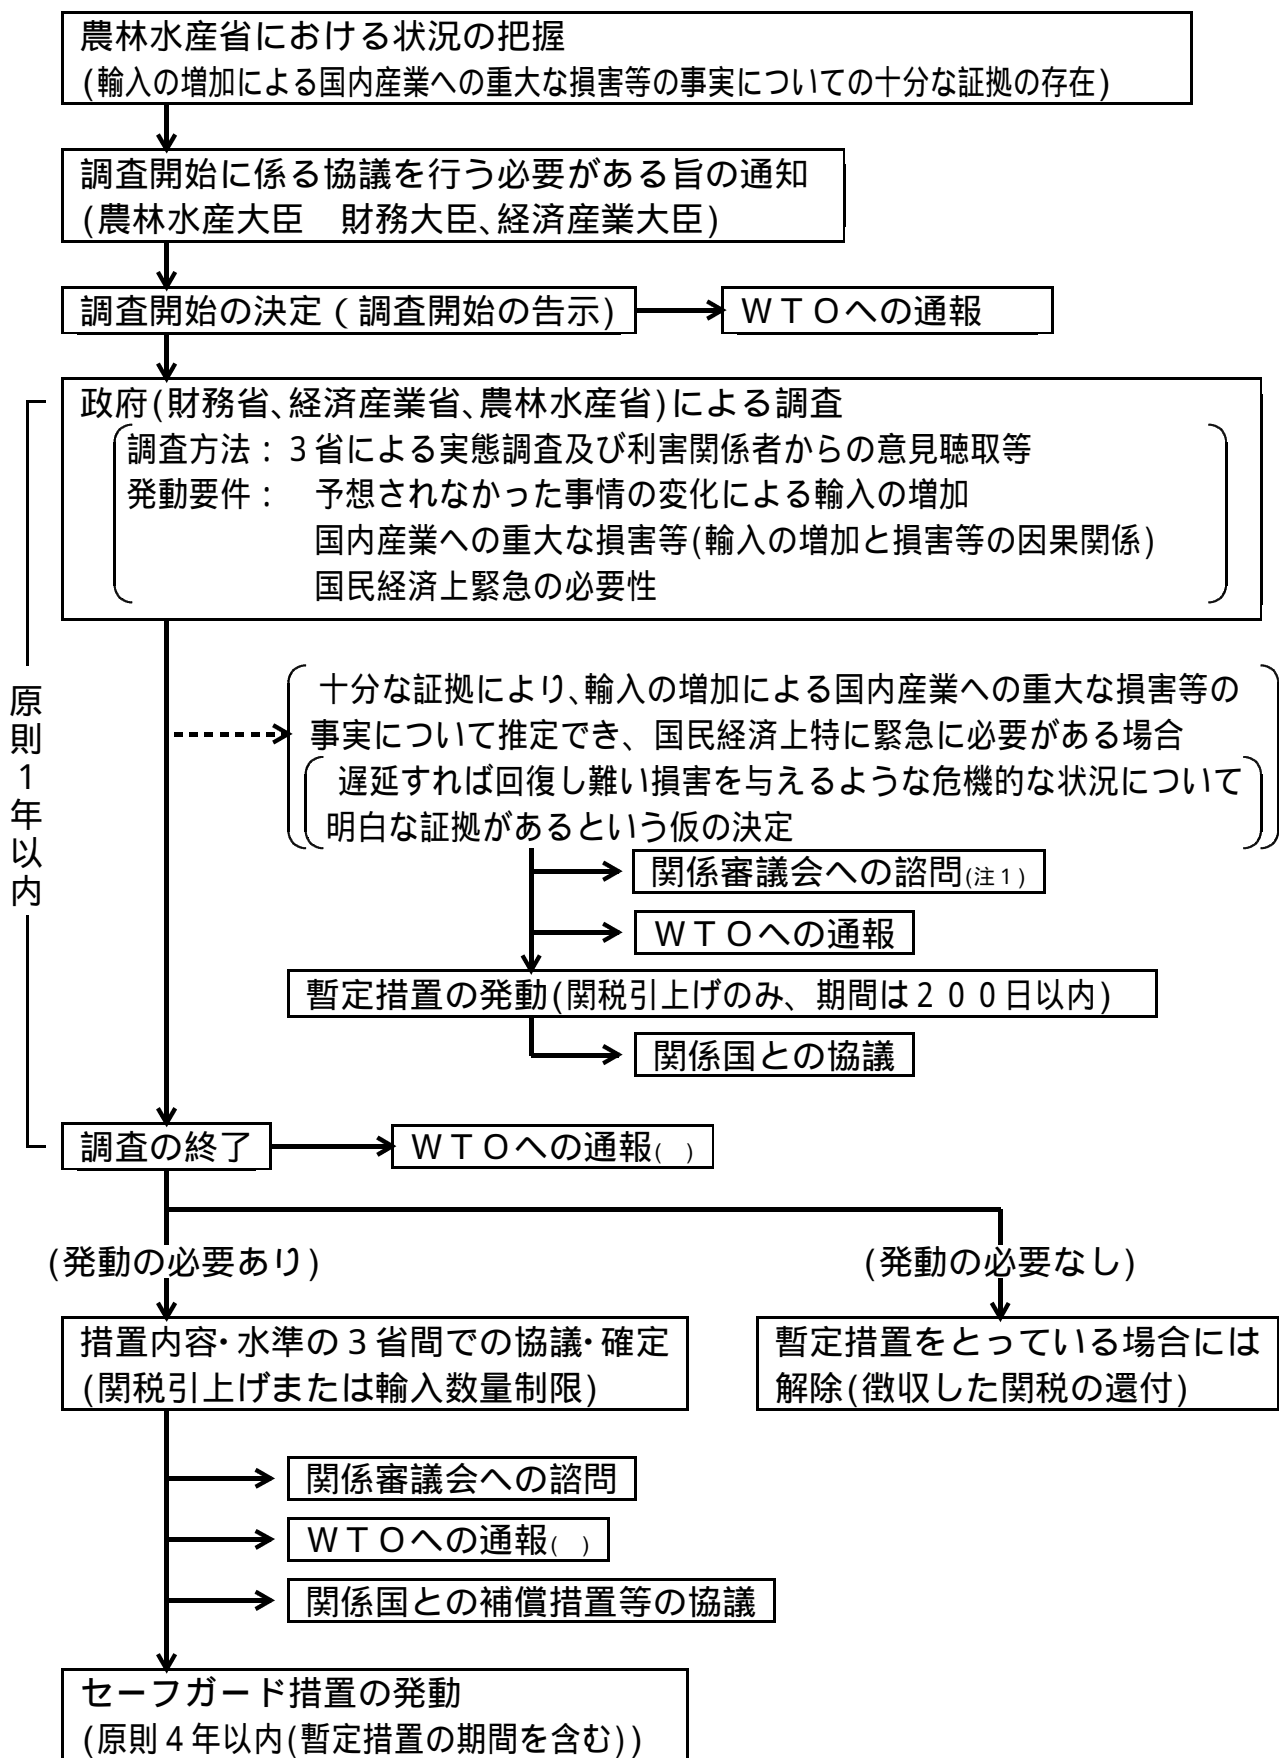 農林水産省における状況の把握
(輸入の増加による国内産業への重大な損害等の事実についての十分な証拠の存在)
調査開始に係る協議を行う必要がある旨の通知
(農林水産大臣　財務大臣、経済産業大臣)
調査開始の決定(調査開始の告示)
ＷＴＯへの通報
政府(財務省、経済産業省、農林水産省)による調査
調査方法：３省による実態調査及び利害関係者からの意見聴取等
発動要件：　予想されなかった事情の変化による輸入の増加
国内産業への重大な損害等(輸入の増加と損害等の因果関係)
国民経済上緊急の必要性
原則１年以内
十分な証拠により、輸入の増加による国内産業への重大な損害等の
事実について推定でき、国民経済上特に緊急に必要がある場合
遅延すれば回復し難い損害を与えるような危機的な状況について
明白な証拠があるという仮の決定
関係審議会への諮問(注１)
ＷＴＯへの通報
暫定措置の発動(関税引上げのみ、期間は２００日以内)
関係国との協議
調査の終了
ＷＴＯへの通報(　)
(発動の必要あり)
(発動の必要なし)
措置内容・水準の３省間での協議・確定
(関税引上げまたは輸入数量制限)
暫定措置をとっている場合には
解除(徴収した関税の還付)
関係審議会への諮問
ＷＴＯへの通報(　)
関係国との補償措置等の協議
セーフガード措置の発動
(原則４年以内(暫定措置の期間を含む))